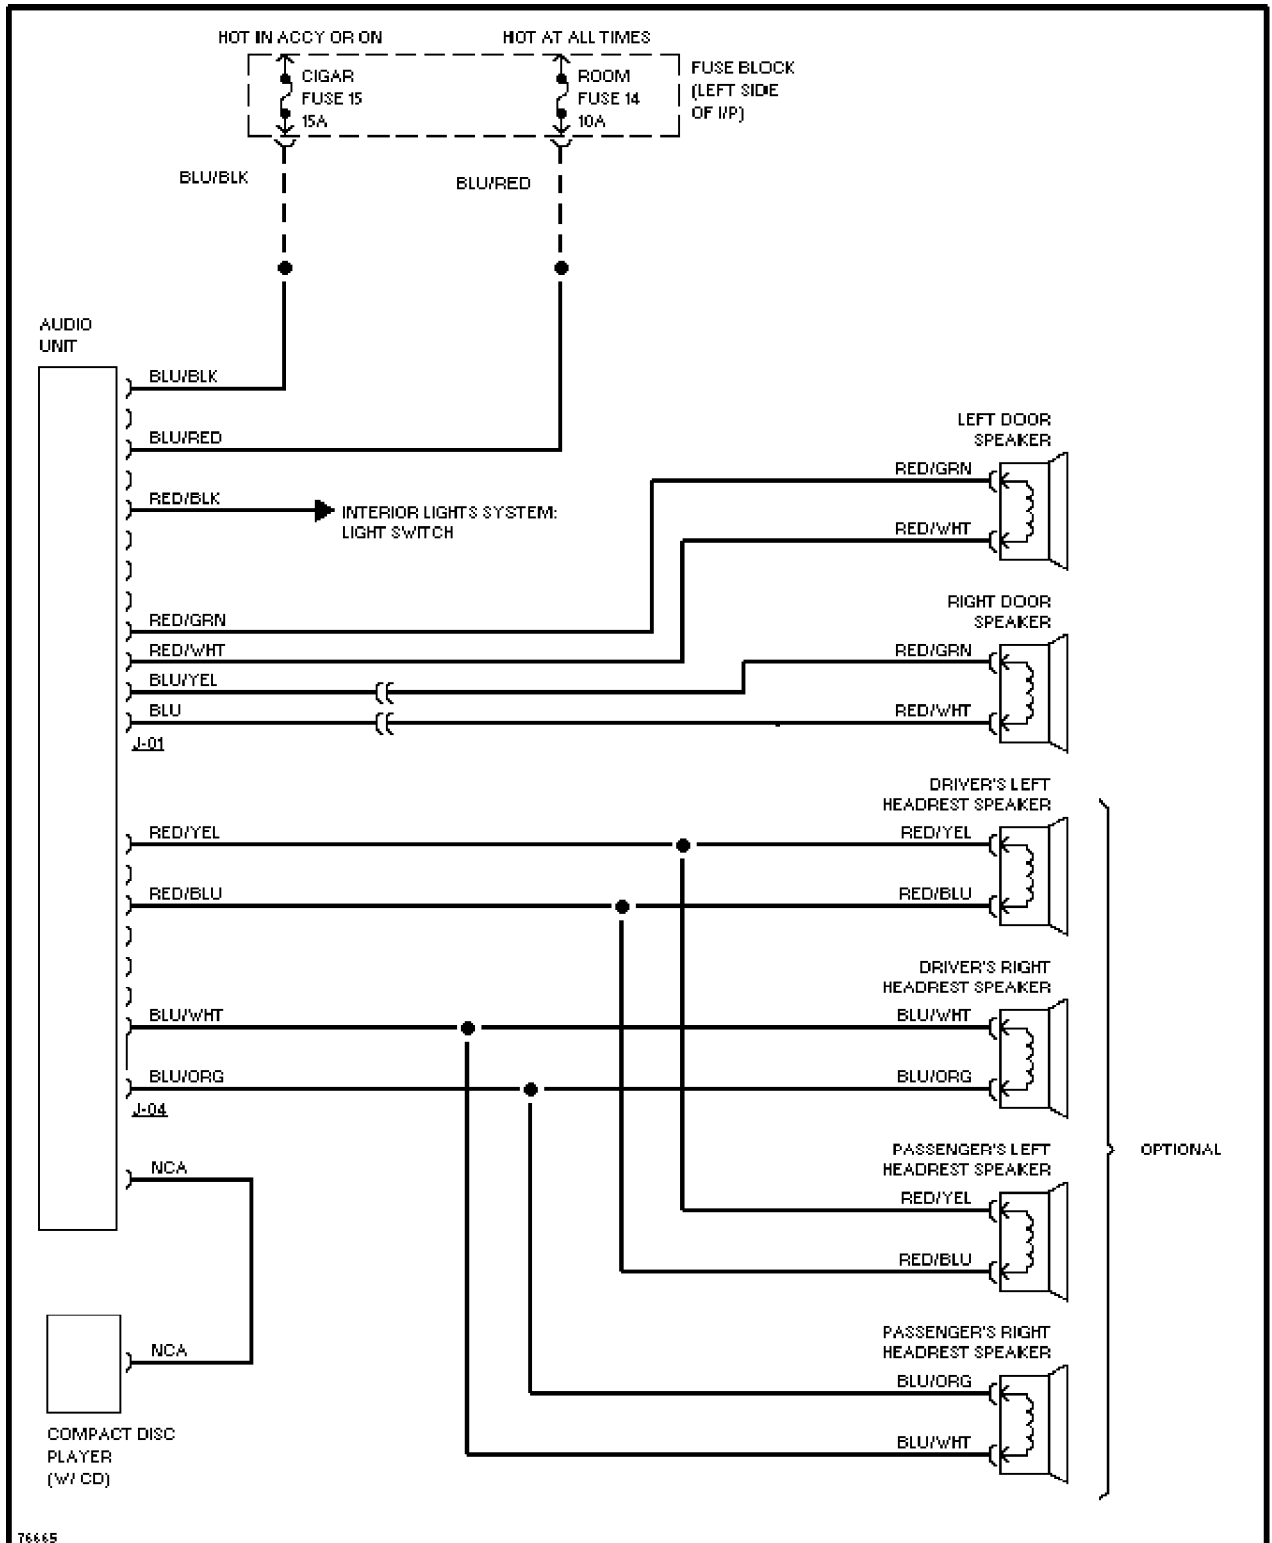 HOT IN ACCY OR ON
HOT AT ALL TIMES
CIGAR
FUSE 15
15A
ROOM
FUSE 14
10A
FUSE BLOCK
(LEFT SIDE
OF I/P)
BLU/BLK
BLU/RED
AUDIO
UNIT
BLU/BLK
BLU/RED
RED/BLK
INTERIOR LIGHTS SYSTEM:
LIGHT SWITCH
LEFT DOOR
SPEAKER
RED/GRN
RED/WHT
RIGHT DOOR
SPEAKER
RED/GRN
RED/GRN
RED/WHT
BLU/YEL
BLU
RED/WHT
J-01
DRIVER'S LEFT
HEADREST SPEAKER
RED/YEL
RED/YEL
RED/BLU
RED/BLU
DRIVER'S RIGHT
HEADREST SPEAKER
BLU/WHT
BLU/WHT
BLU/ORG
BLU/ORG
J-04
PASSENGER'S LEFT
HEADREST SPEAKER
OPTIONAL
NCA
RED/YEL
RED/BLU
PASSENGER'S RIGHT
HEADREST SPEAKER
NCA
BLU/ORG
BLU/WHT
COMPACT DISC
PLAYER
(W/ CD)
76665